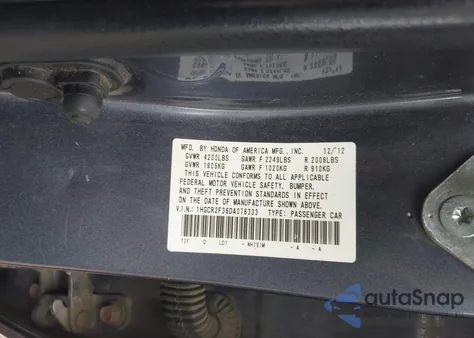 MFD. BY HONDA OF AMERICA MFG., INC. 12/12
GVWR 4200LBS GAWR F 2249LBS R 2006LBS
GVWR 1905KG GAWR F 1020KG R 910KG
THIS VEHICLE CONFORMS TO ALL APPLICABLE
FEDERAL MOTOR VEHICLE SAFETY, BUMPER,
AND THEFT PREVENTION STANDARDS IN EFFECT
ON THE DATE OF MANUFACTURE SHOWN ABOVE.
V.I.N.: 1HGCR2F36DA078333 TYPE: PASSENGER CAR
NH797M - A - A
autoSnap